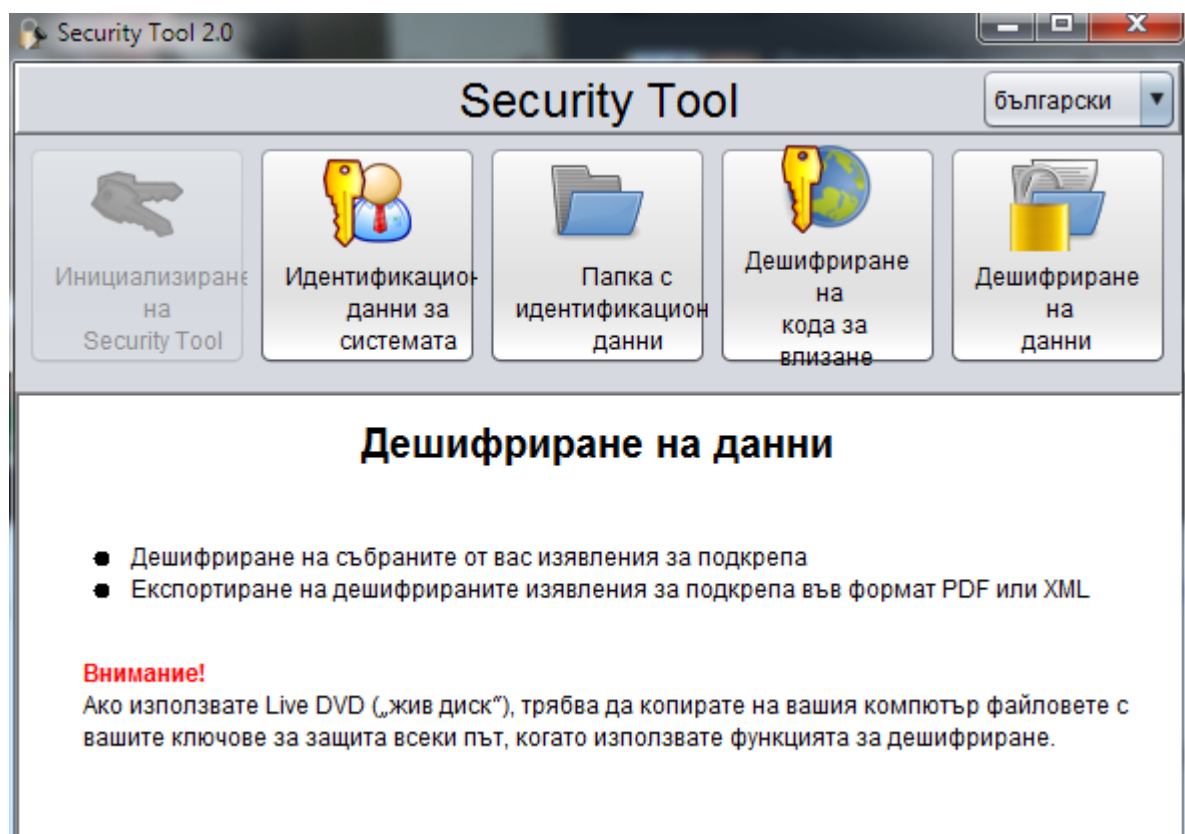 Security Tool 2.0
Security Tool
български
Инициализиране
на
Security Tool
Идентификацион
данни за
системата
Папка с
идентификацион
данни
Дешифриране
на
кода за
влизане
Дешифриране
на
данни
Дешифриране на данни
Дешифриране на събраните от вас изявления за подкрепа
Експортиране на дешифрираните изявления за подкрепа във формат PDF или XML
Внимание!
Ако използвате Live DVD („жив диск“), трябва да копирате на вашия компютър файловете с
вашите ключове за защита всеки път, когато използвате функцията за дешифриране.